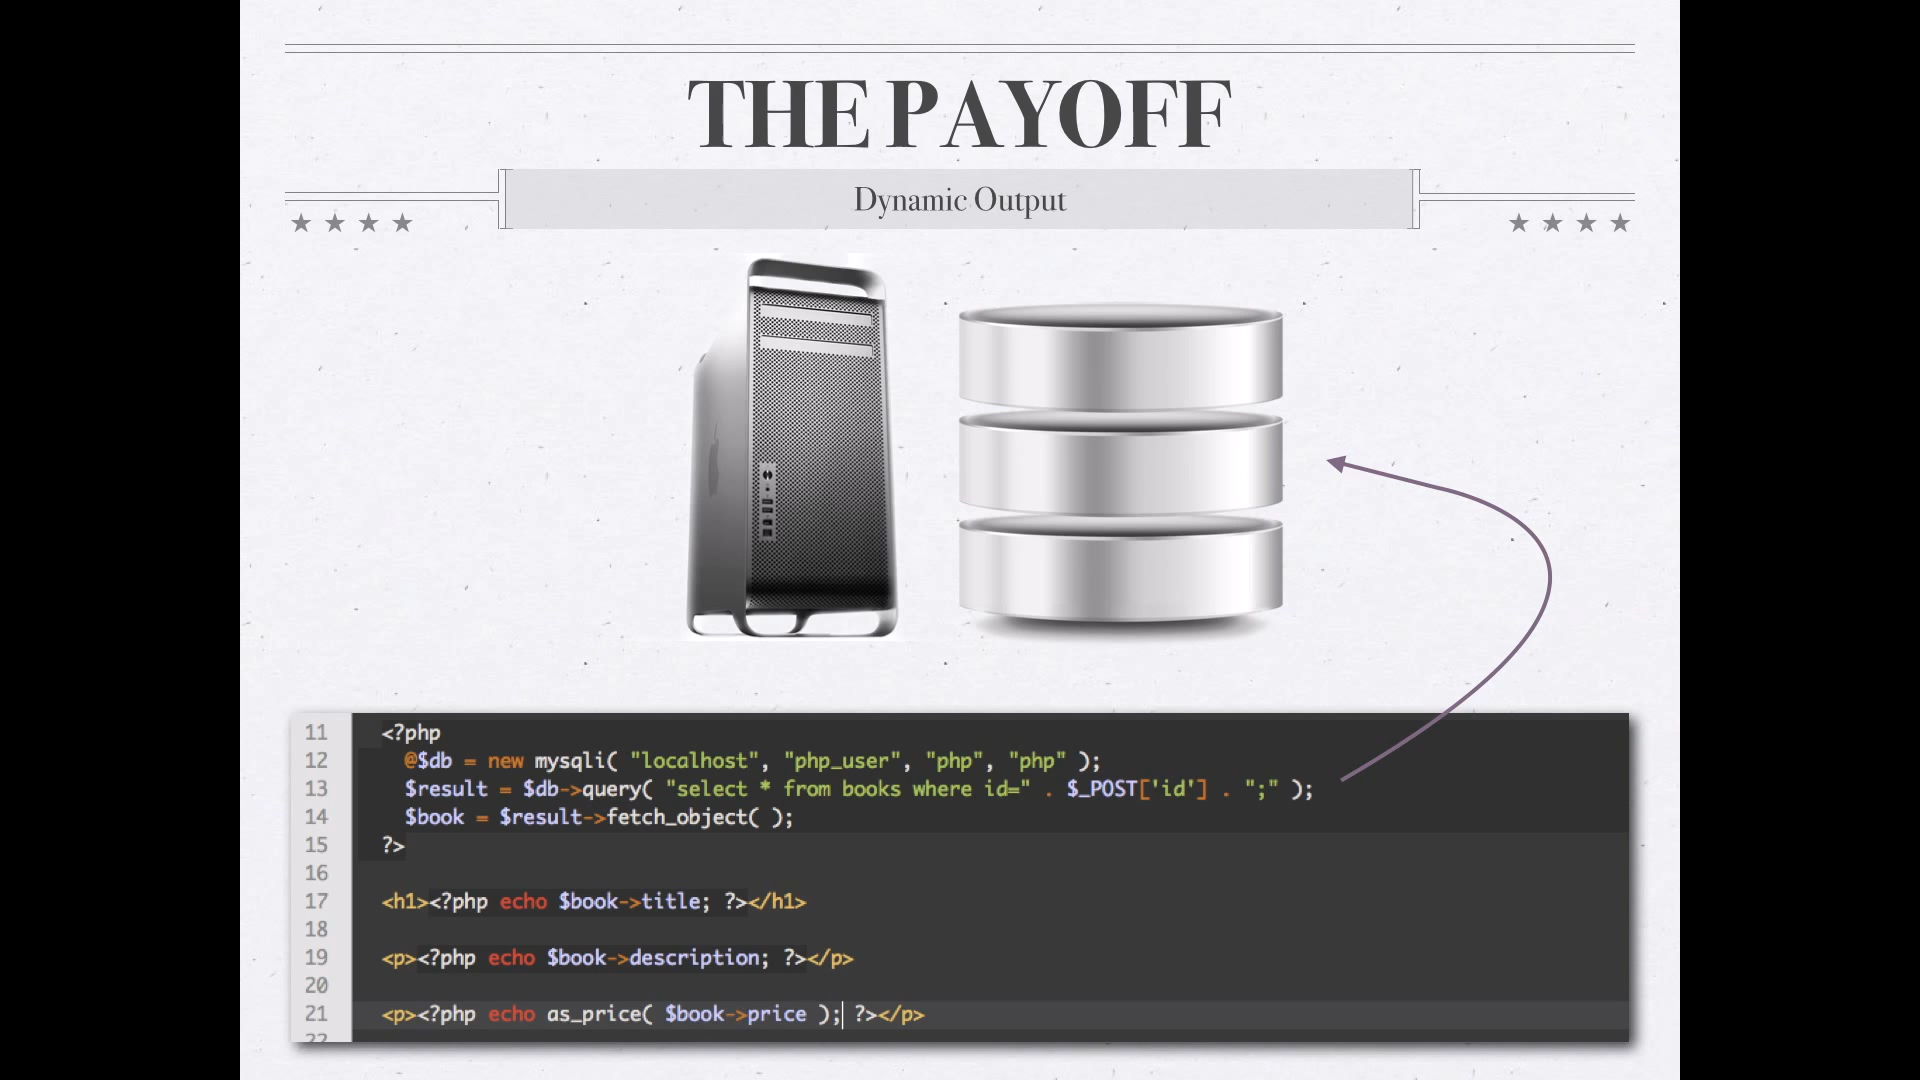 THE PAYOFF
Dynamic Output
★ ★ ★ ★ ★ ★ ★ ★
11 <?php
12 @$db = new mysqli( "localhost", "php_user", "php", "php" );
13 $result = $db->query( "select * from books where id=" . $_POST['id'] . ";" );
14 $book = $result->fetch_object( );
15 ?>
16
17 <h1><?php echo $book->title; ?></h1>
18
19 <p><?php echo $book->description; ?></p>
20
21 <p><?php echo as_price( $book->price ); ?></p>
22